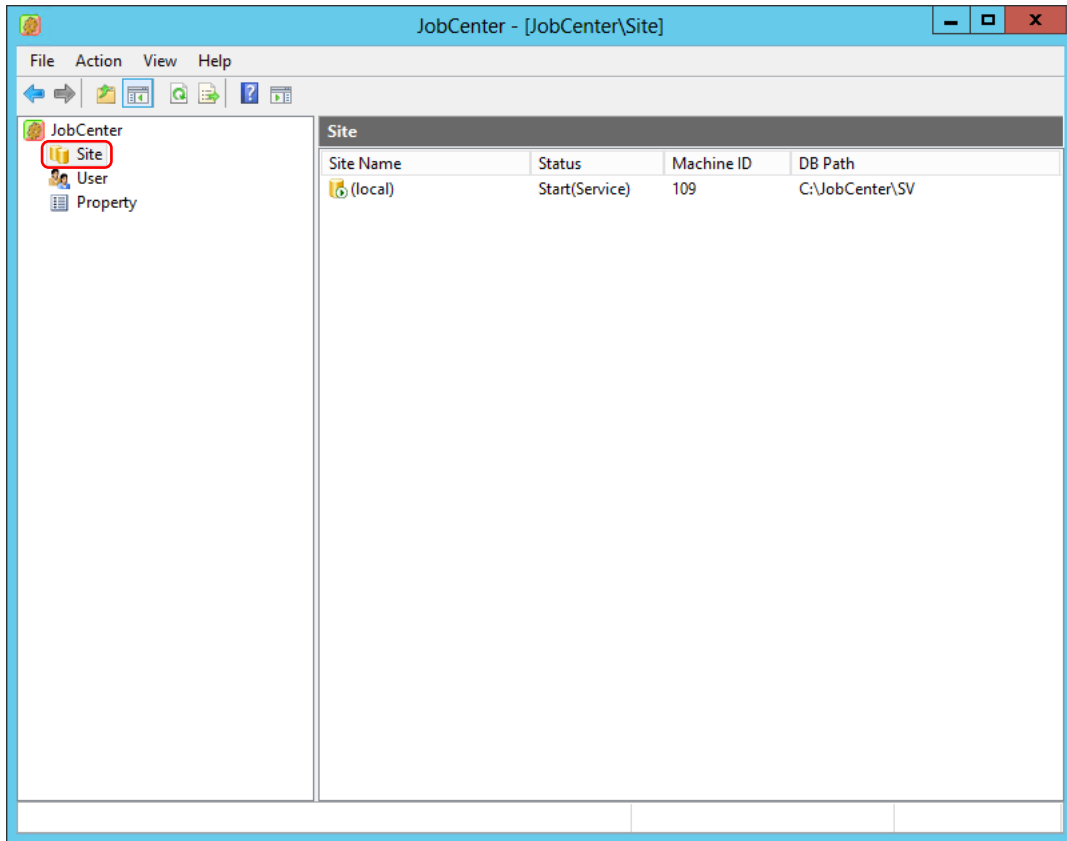 JobCenter - [JobCenter\Site]
File Action View Help
JobCenter
Site
User
Property
Site
Site Name Status Machine ID DB Path
(local) Start(Service) 109 C:\JobCenter\SV